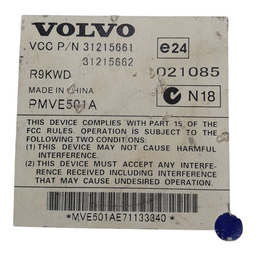 VOLVO
VCC P/N 31215661
31215662
e24
R9KWD
021085
MADE IN CHINA
N18
PMVE501A
THIS DEVICE COMPLIES WITH PART 15 OF THE
FCC RULES. OPERATION IS SUBJECT TO THE
FOLLOWING TWO CONDITIONS:
(1) THIS DEVICE MAY NOT CAUSE HARMFUL
INTERFERENCE, AND
(2) THIS DEVICE MUST ACCEPT ANY INTERFE-
RENCE RECEIVED INCLUDING INTERFERENCE
THAT MAY CAUSE UNDESIRED OPERATION.
*MVE501AE71133340*